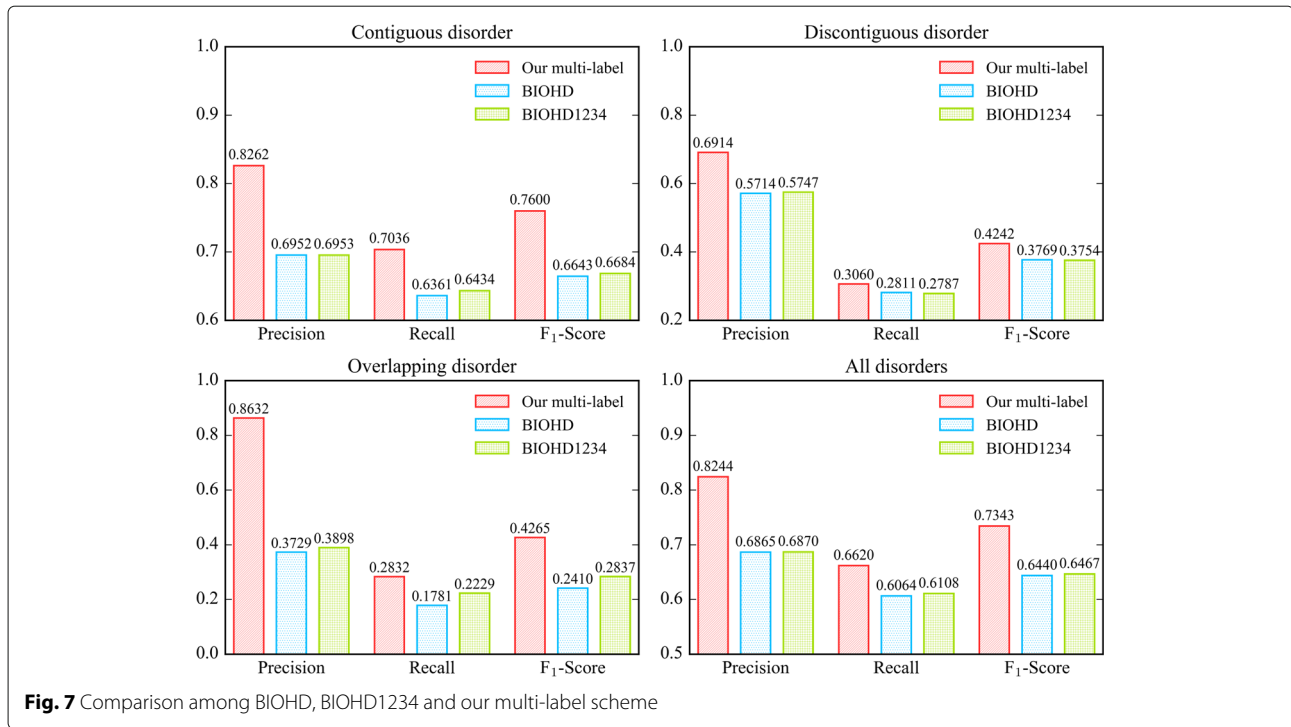 Contiguous disorder
1.0
0.9
0.8
0.7
0.6
Our multi-label
BIOHD
BIOHD1234
0.8262
0.6952
0.6953
0.7036
0.6361
0.6434
0.7600
0.6643
0.6684
Precision
Recall
F₁-Score
Discontiguous disorder
1.0
0.8
0.6
0.4
0.2
Our multi-label
BIOHD
BIOHD1234
0.6914
0.5714
0.5747
0.3060
0.2811
0.2787
0.4242
0.3769
0.3754
Precision
Recall
F₁-Score
Overlapping disorder
1.0
0.8
0.6
0.4
0.2
0.0
Our multi-label
BIOHD
BIOHD1234
0.8632
0.3729
0.3898
0.2832
0.1781
0.2229
0.4265
0.2410
0.2837
Precision
Recall
F₁-Score
All disorders
1.0
0.9
0.8
0.7
0.6
0.5
Our multi-label
BIOHD
BIOHD1234
0.8244
0.6865
0.6870
0.6620
0.6064
0.6108
0.7343
0.6440
0.6467
Precision
Recall
F₁-Score
Fig. 7 Comparison among BIOHD, BIOHD1234 and our multi-label scheme